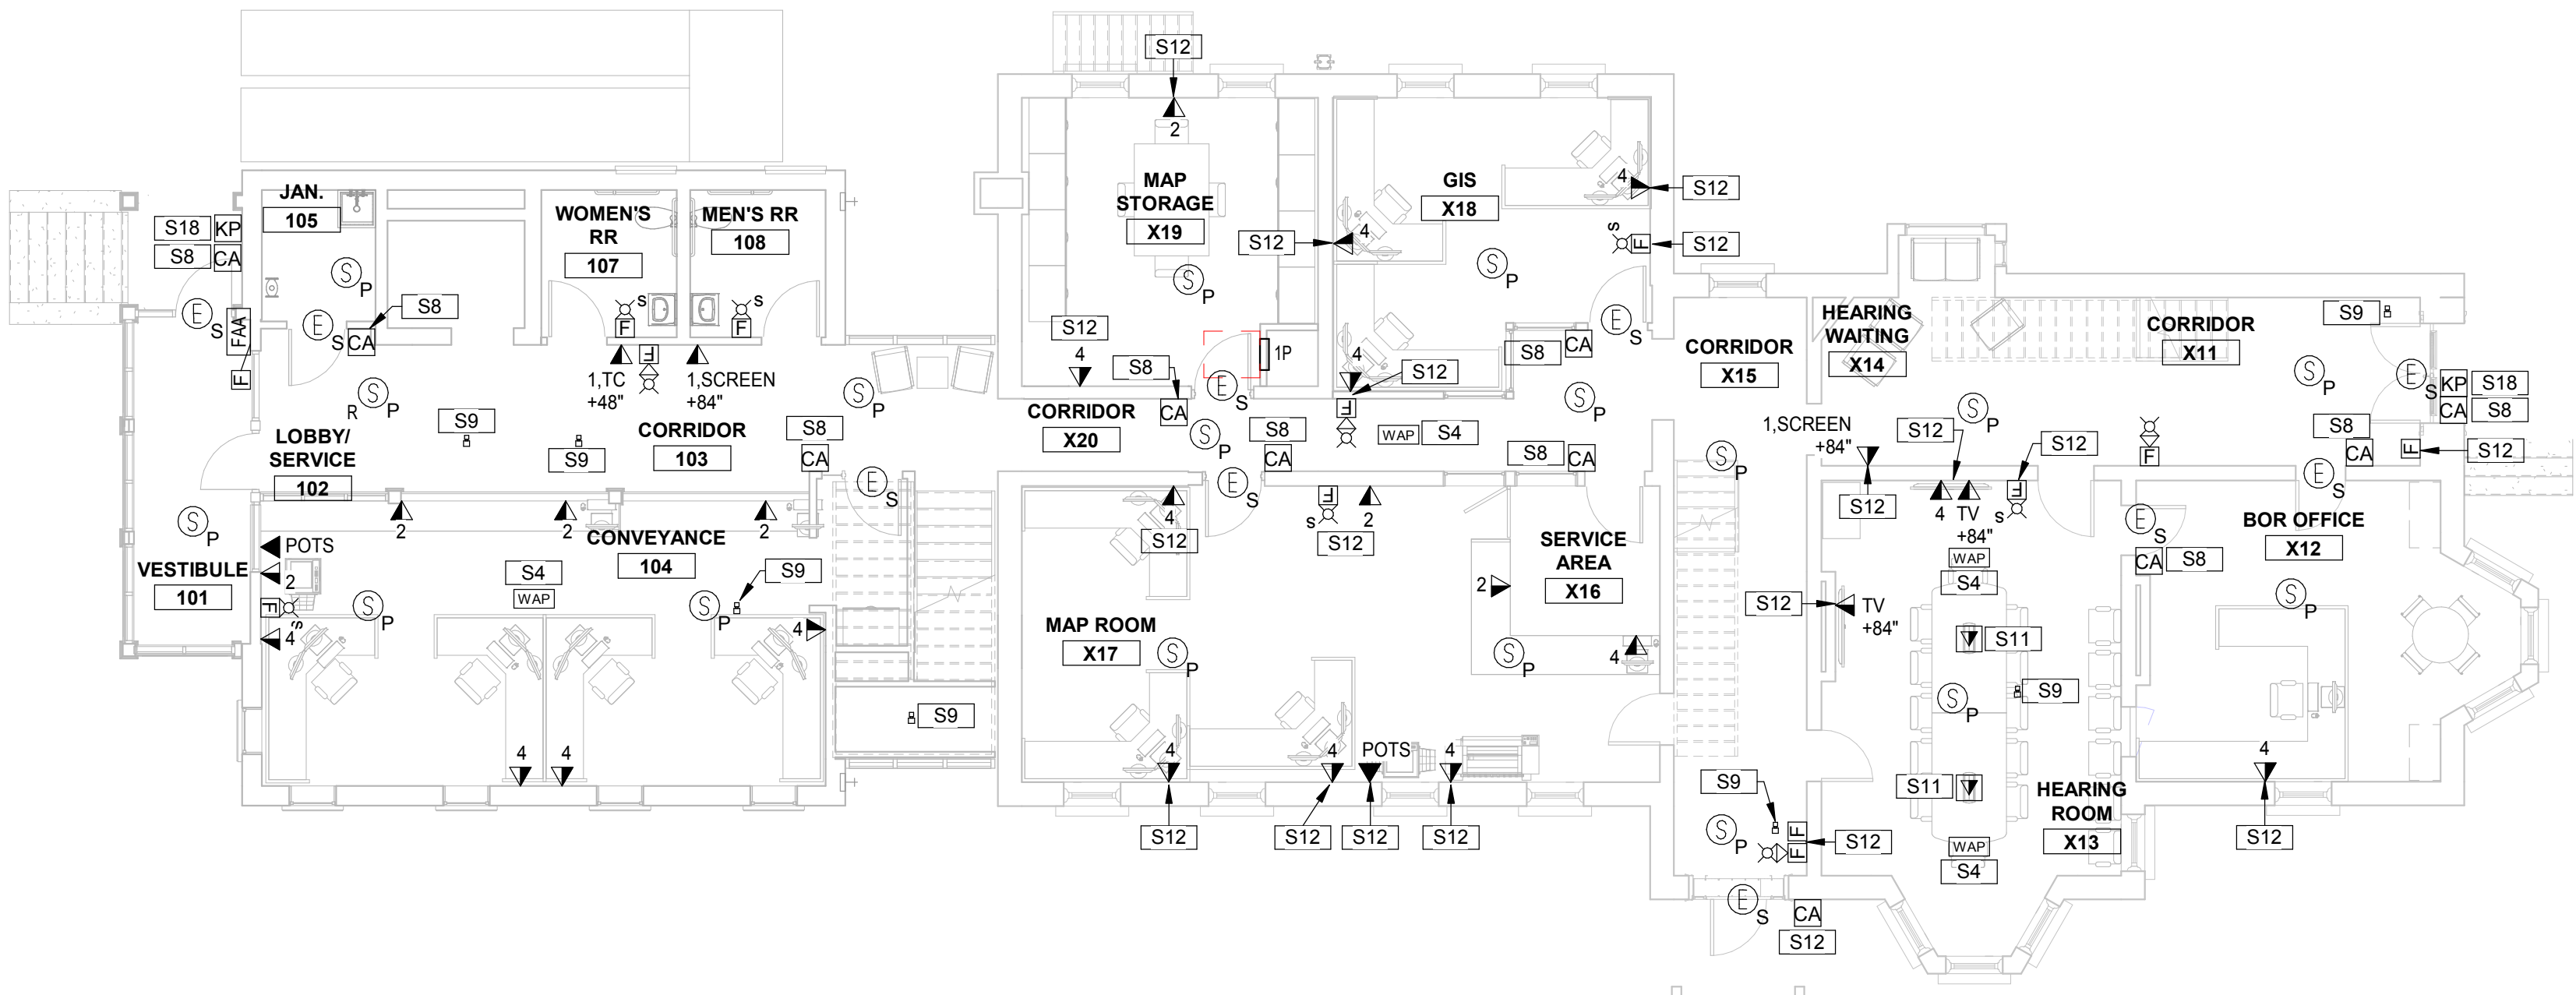 S12
2
JAN.
105
WOMEN'S
RR
107
MEN'S RR
108
MAP
STORAGE
X19
GIS
X18
4
S12
S18
KP
S8
CA
S
P
S12
4
s
F
S12
E
S
FAA
F
E
S
CA
S8
S
P
s
F
s
F
F
1,TC
+48"
1,SCREEN
+84"
S
P
R
S
P
S9
S9
LOBBY/
SERVICE
102
CORRIDOR
103
S8
CA
S
P
S12
4
S8
CA
1P
E
S
CORRIDOR
X20
S
P
S8
CA
S
P
4
S12
F
WAP
S4
S8
CA
E
S
S
P
S8
CA
CORRIDOR
X15
HEARING
WAITING
X14
CORRIDOR
X11
S9
S
P
E
S
KP
S18
CA
S8
1,SCREEN
+84"
S12
S12
S
P
S12
F
s
F
S8
CA
F
S12
E
S
4
TV
+84"
WAP
S4
S
P
VESTIBULE
101
POTS
2
F
s
4
2
2
2
CONVEYANCE
104
S4
WAP
S
P
S
P
S9
4
4
4
E
S
S9
4
S12
E
S
F
s
S12
2
SERVICE
AREA
X16
2
4
S
P
MAP ROOM
X17
S
P
4
S12
4
S12
POTS
S12
4
S12
S
P
S12
TV
+84"
S11
S9
S
P
S11
WAP
S4
HEARING
ROOM
X13
E
S
CA
S8
BOR OFFICE
X12
S
P
4
S12
S9
S
P
F
F
S12
E
S
CA
S12